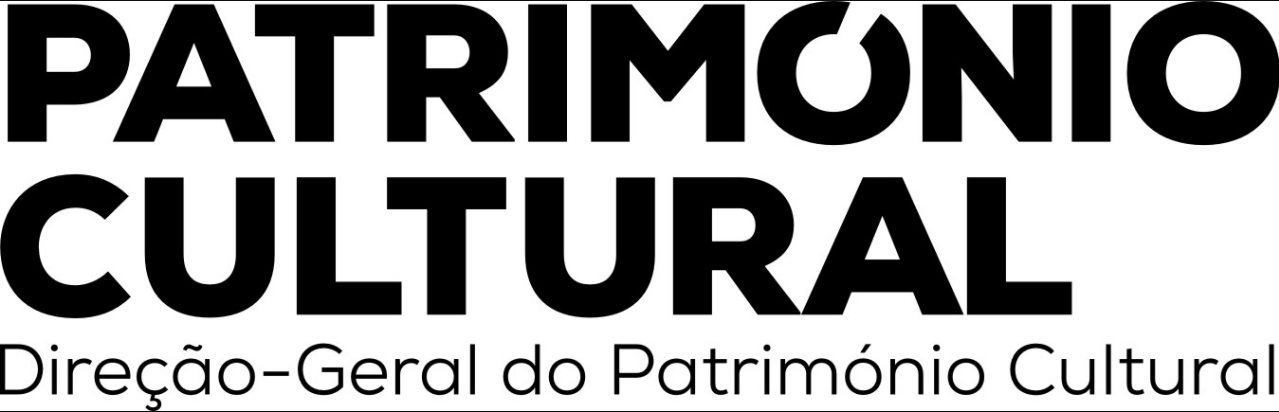 PATRIMÓNIO
CULTURAL
Direção-Geral do Património Cultural